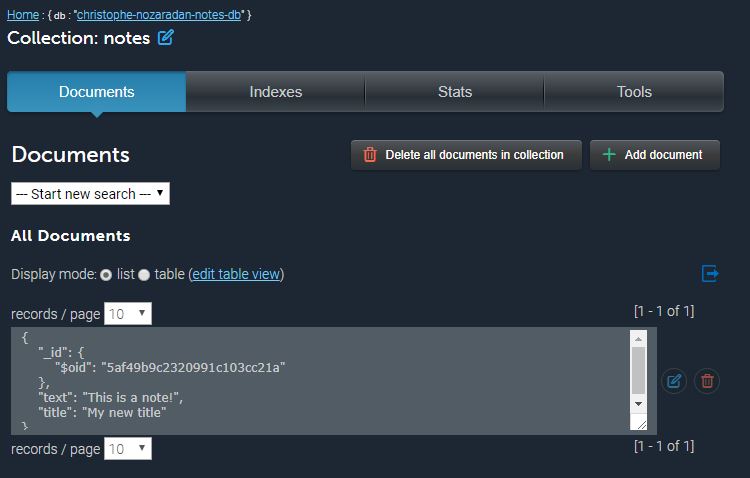 Home : { db : "christophe-nozaradan-notes-db" }
Collection: notes
Documents Indexes Stats Tools
Documents Delete all documents in collection Add document
--- Start new search ---
All Documents
Display mode: list table (edit table view)
records / page 10 [1 - 1 of 1]
{
"_id": {
"$oid": "5af49b9c2320991c103cc21a"
},
"text": "This is a note!",
"title": "My new title"
}
records / page 10 [1 - 1 of 1]